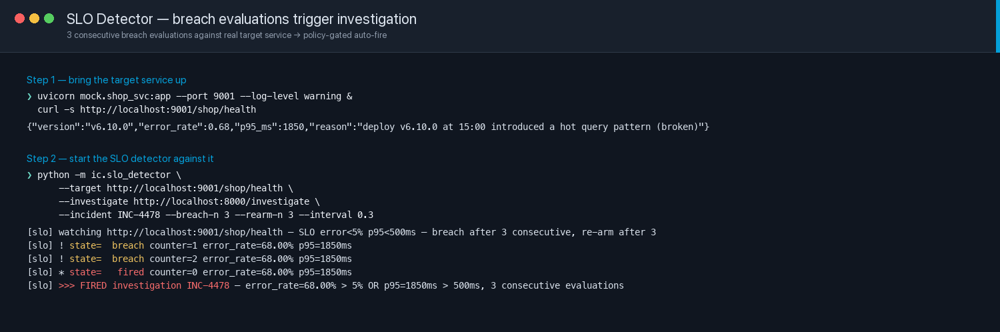 SLO Detector — breach evaluations trigger investigation
3 consecutive breach evaluations against real target service → policy-gated auto-fire
Step 1 — bring the target service up
❯ uvicorn mock.shop_svc:app --port 9001 --log-level warning &
curl -s http://localhost:9001/shop/health
{"version":"v6.10.0","error_rate":0.68,"p95_ms":1850,"reason":"deploy v6.10.0 at 15:00 introduced a hot query pattern (broken)"}
Step 2 — start the SLO detector against it
❯ python -m ic.slo_detector \
--target http://localhost:9001/shop/health \
--investigate http://localhost:8000/investigate \
--incident INC-4478 --breach-n 3 --rearm-n 3 --interval 0.3
[slo] watching http://localhost:9001/shop/health — SLO error<5% p95<500ms — breach after 3 consecutive, re-arm after 3
[slo] ! state=  breach counter=1 error_rate=68.00% p95=1850ms
[slo] ! state=  breach counter=2 error_rate=68.00% p95=1850ms
[slo] * state=   fired counter=0 error_rate=68.00% p95=1850ms
[slo] >>> FIRED investigation INC-4478 — error_rate=68.00% > 5% OR p95=1850ms > 500ms, 3 consecutive evaluations